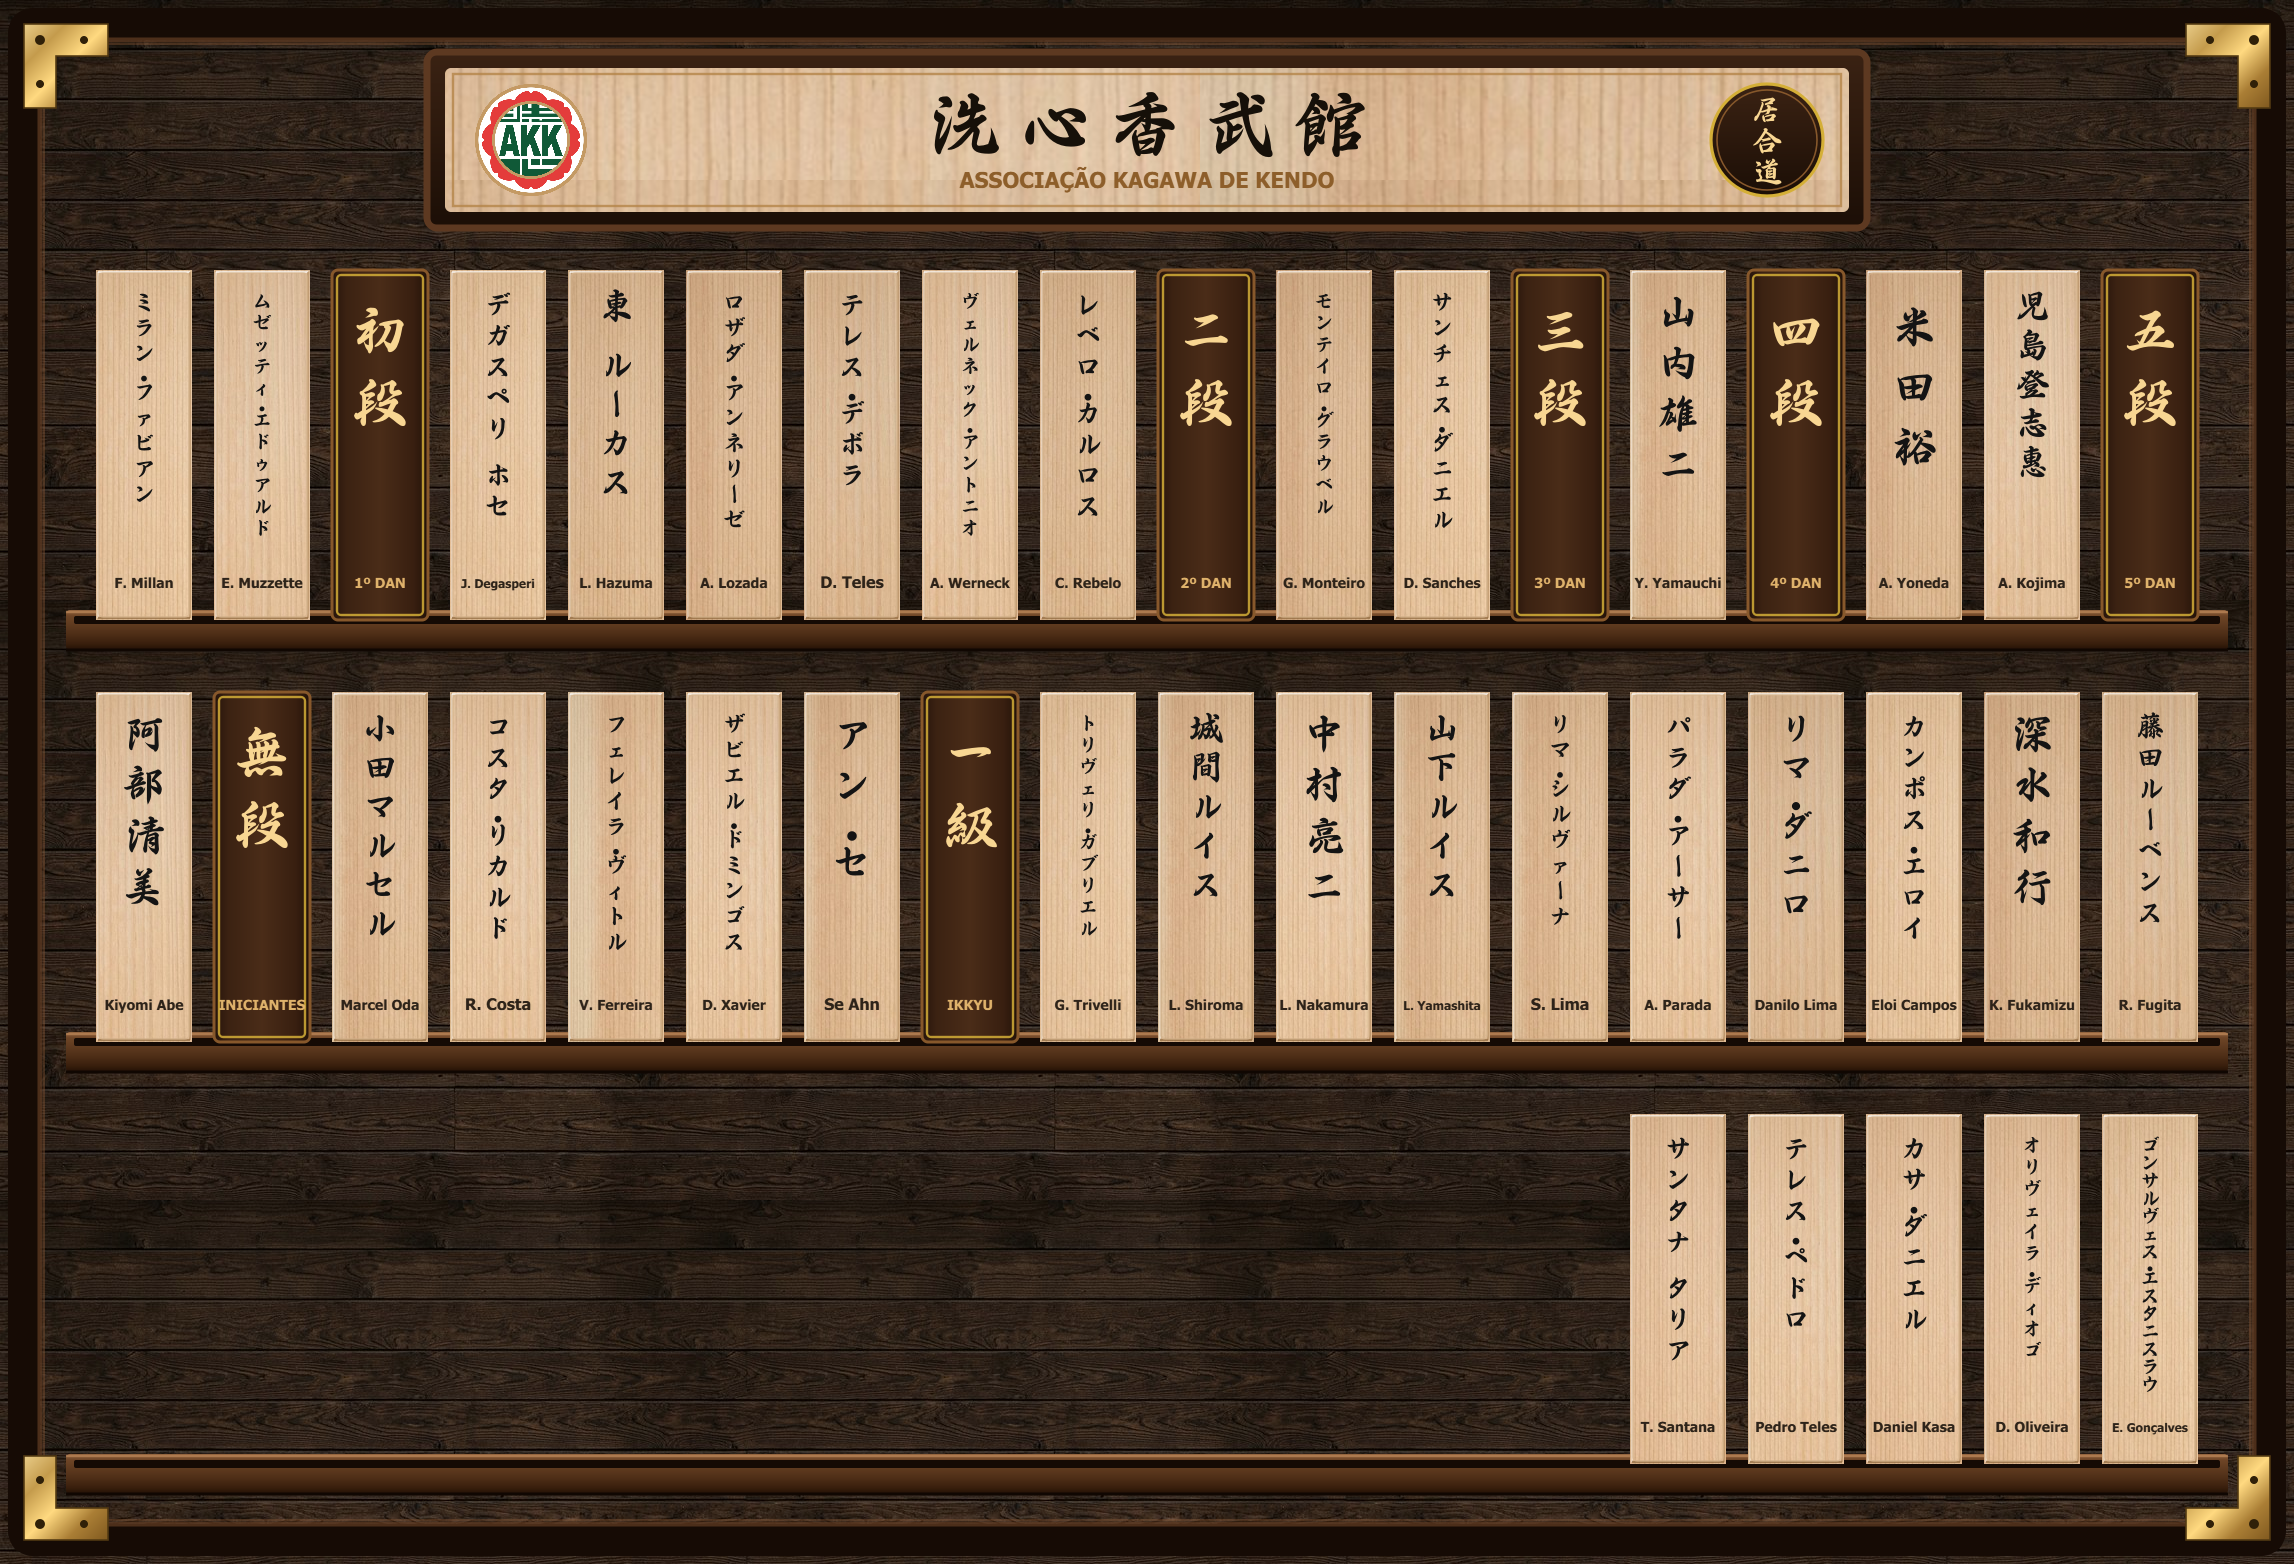 AKK
洗心香武館
ASSOCIAÇÃO KAGAWA DE KENDO
居合道
五段
5º DAN
児島登志惠
A. Kojima
米田裕
A. Yoneda
四段
4º DAN
山内雄二
Y. Yamauchi
三段
3º DAN
サンチェス・ダニエル
D. Sanches
モンテイロ・グラウベル
G. Monteiro
二段
2º DAN
レベロ・カルロス
C. Rebelo
ヴェルネック・アントニオ
A. Werneck
テレス・デボラ
D. Teles
ロザダ・アンネリーゼ
A. Lozada
東 ルーカス
L. Hazuma
デガスペリ ホセ
J. Degasperi
初段
1º DAN
ムゼッティ・エドゥアルド
E. Muzzette
ミラン・ファビアン
F. Millan
藤田ルーベンス
R. Fugita
深水和行
K. Fukamizu
カンポス・エロイ
Eloi Campos
リマ・ダニロ
Danilo Lima
パラダ・アーサー
A. Parada
リマ・シルヴァーナ
S. Lima
山下ルイス
L. Yamashita
中村亮二
L. Nakamura
城間ルイス
L. Shiroma
トリヴェリ・ガブリエル
G. Trivelli
一級
IKKYU
アン・セ
Se Ahn
ザビエル・ドミンゴス
D. Xavier
フェレイラ・ヴィトル
V. Ferreira
コスタ・リカルド
R. Costa
小田マルセル
Marcel Oda
無段
INICIANTES
阿部清美
Kiyomi Abe
ゴンサルヴェス・エスタニスラウ
E. Gonçalves
オリヴェイラ・ディオゴ
D. Oliveira
カサ・ダニエル
Daniel Kasa
テレス・ペドロ
Pedro Teles
サンタナ タリア
T. Santana